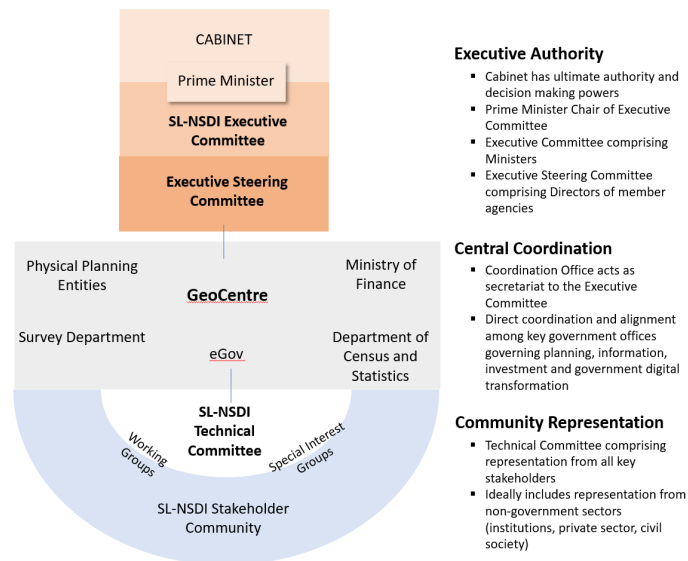 CABINET
Prime Minister
SL-NSDI Executive
Committee
Executive Steering
Committee
Physical Planning
Entities
Ministry of
Finance
GeoCentre
Survey Department
eGov
Department of
Census and
Statistics
SL-NSDI
Technical
Committee
Working
Groups
Special Interest
Groups
SL-NSDI Stakeholder
Community
Executive Authority
▪ Cabinet has ultimate authority and
decision making powers
▪ Prime Minister Chair of Executive
Committee
▪ Executive Committee comprising
Ministers
▪ Executive Steering Committee
comprising Directors of member
agencies
Central Coordination
▪ Coordination Office acts as
secretariat to the Executive
Committee
▪ Direct coordination and alignment
among key government offices
governing planning, information,
investment and government digital
transformation
Community Representation
▪ Technical Committee comprising
representation from all key
stakeholders
▪ Ideally includes representation from
non-government sectors
(institutions, private sector, civil
society)